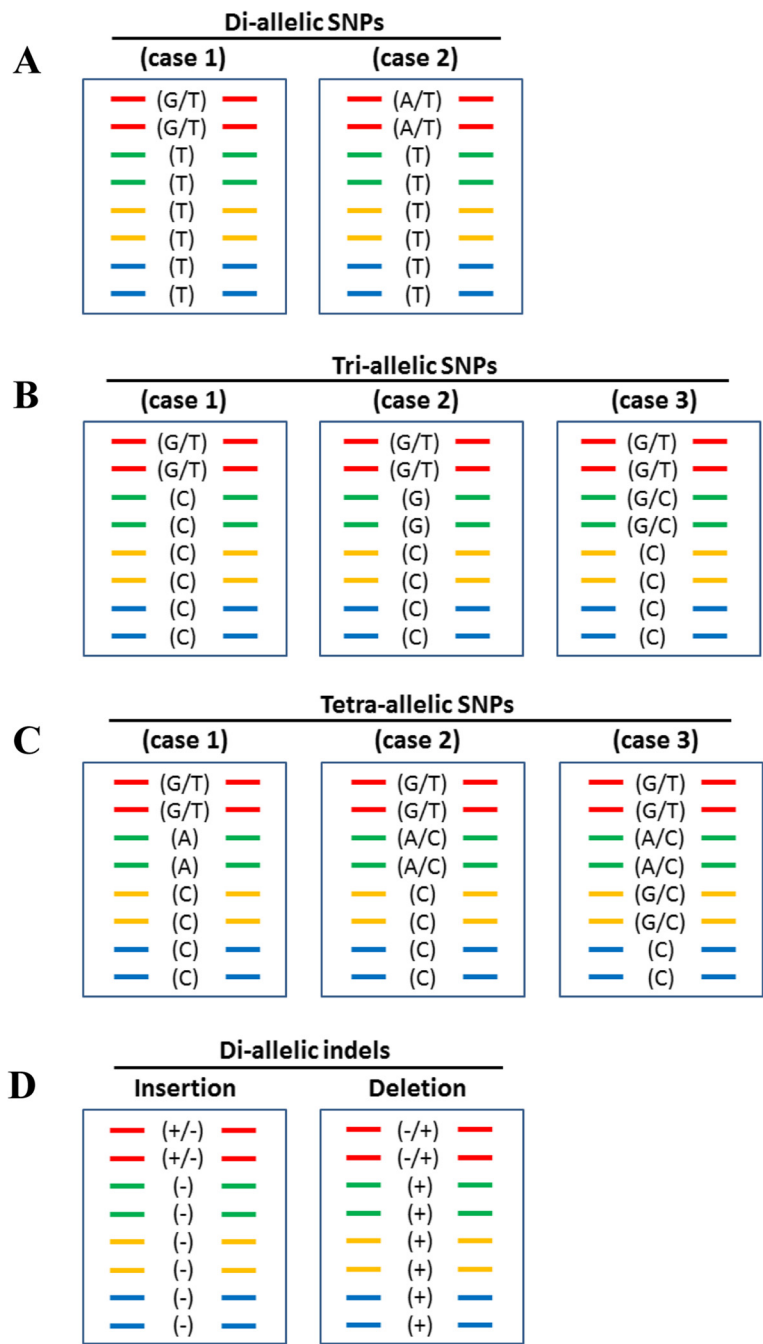 Di-allelic SNPs
A
(case 1) (case 2)
(G/T) (A/T)
(G/T) (A/T)
(T) (T)
(T) (T)
(T) (T)
(T) (T)
(T) (T)
(T) (T)
Tri-allelic SNPs
B
(case 1) (case 2) (case 3)
(G/T) (G/T) (G/T)
(G/T) (G/T) (G/T)
(C) (G) (G/C)
(C) (G) (G/C)
(C) (C) (C)
(C) (C) (C)
(C) (C) (C)
(C) (C) (C)
Tetra-allelic SNPs
C
(case 1) (case 2) (case 3)
(G/T) (G/T) (G/T)
(G/T) (G/T) (G/T)
(A) (A/C) (A/C)
(A) (A/C) (A/C)
(C) (C) (G/C)
(C) (C) (G/C)
(C) (C) (C)
(C) (C) (C)
Di-allelic indels
D
Insertion Deletion
(+/-) (-/+)
(+/-) (-/+)
(-) (+)
(-) (+)
(-) (+)
(-) (+)
(-) (+)
(-) (+)